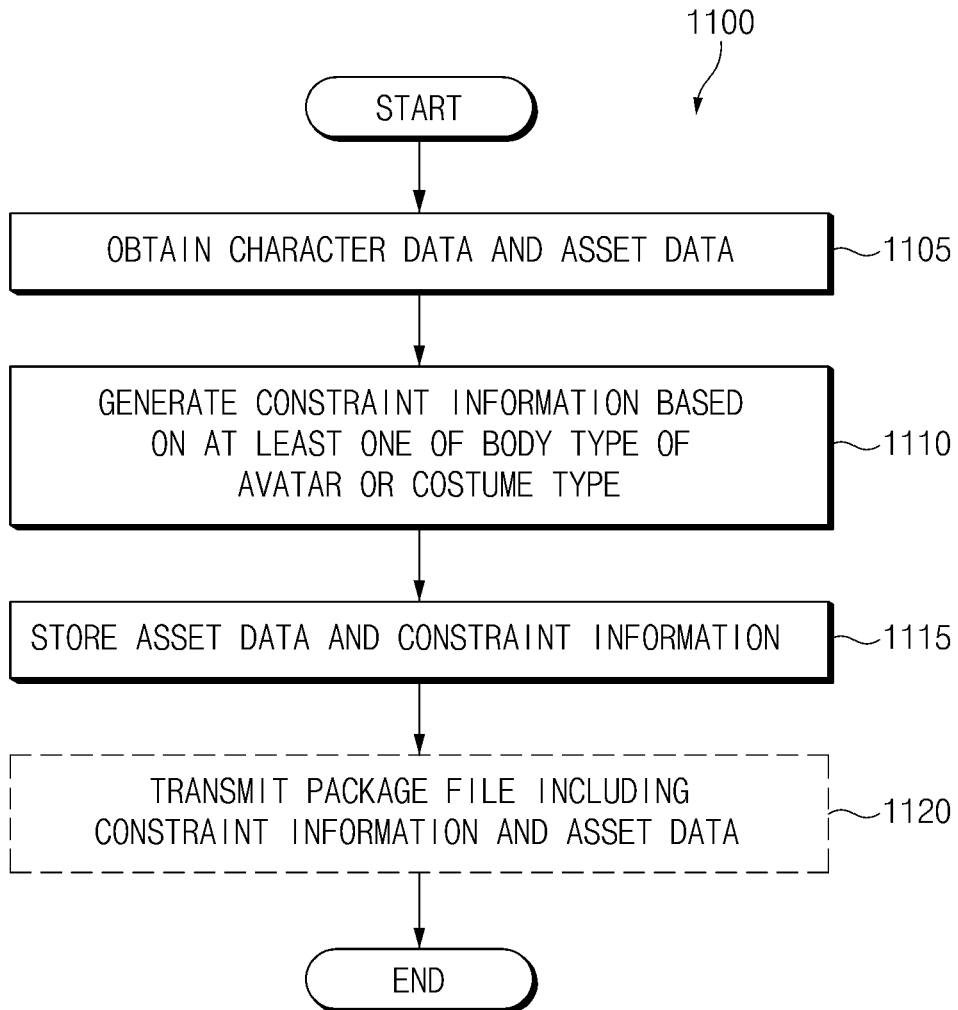 1100
START
OBTAIN CHARACTER DATA AND ASSET DATA
1105
GENERATE CONSTRAINT INFORMATION BASED
ON AT LEAST ONE OF BODY TYPE OF
AVATAR OR COSTUME TYPE
1110
STORE ASSET DATA AND CONSTRAINT INFORMATION
1115
TRANSMIT PACKAGE FILE INCLUDING
CONSTRAINT INFORMATION AND ASSET DATA
1120
END